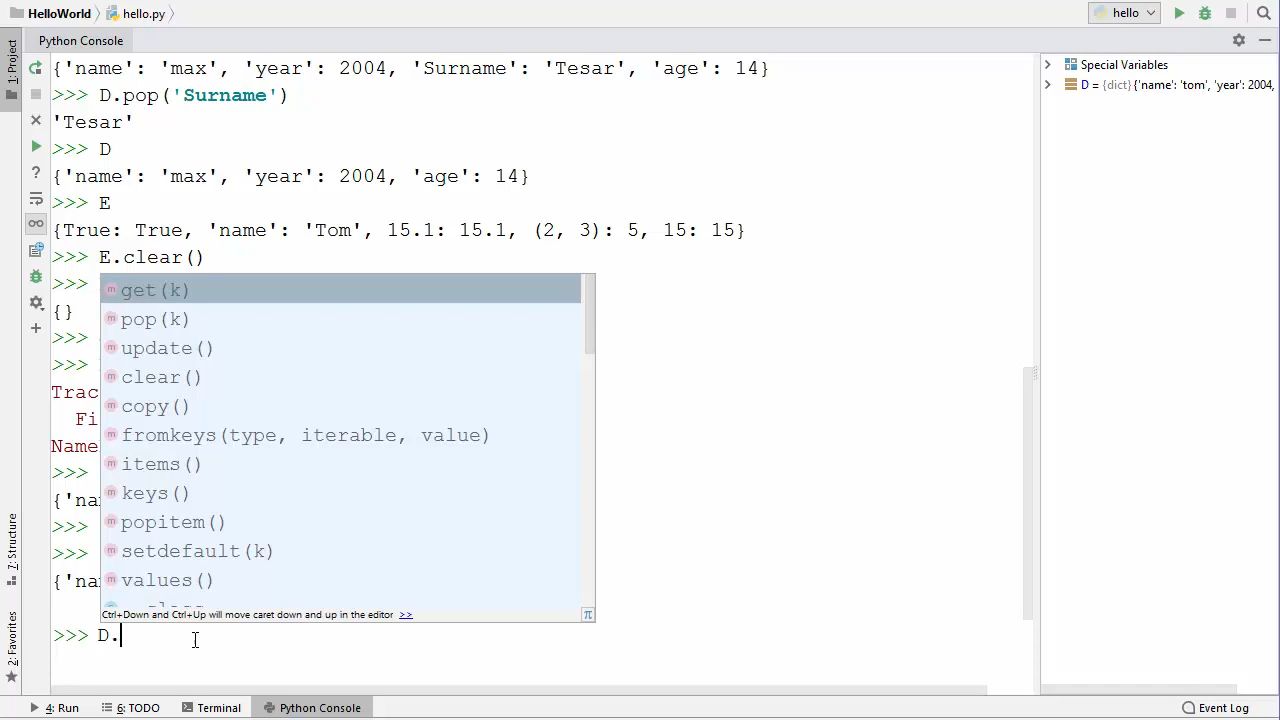 HelloWorld
hello.py
hello
Python Console
1: Project
{'name': 'max', 'year': 2004, 'Surname': 'Tesar', 'age': 14}
>>> D.pop('Surname')
'Tesar'
>>> D
{'name': 'max', 'year': 2004, 'age': 14}
>>> E
{True: True, 'name': 'Tom', 15.1: 15.1, (2, 3): 5, 15: 15}
>>> E.clear()
>>>
{}
>>>
>>>
Trac
Fi
Name
>>>
{'na
>>>
>>>
{'na
m get(k)
m pop(k)
m update()
m clear()
m copy()
m fromkeys(type, iterable, value)
m items()
m keys()
m popitem()
m setdefault(k)
m values()
Ctrl+Down and Ctrl+Up will move caret down and up in the editor >>
π
>>> D.
Special Variables
D = {dict} {'name': 'tom', 'year': 2004,
7: Structure
2: Favorites
4: Run
6: TODO
Terminal
Python Console
Event Log